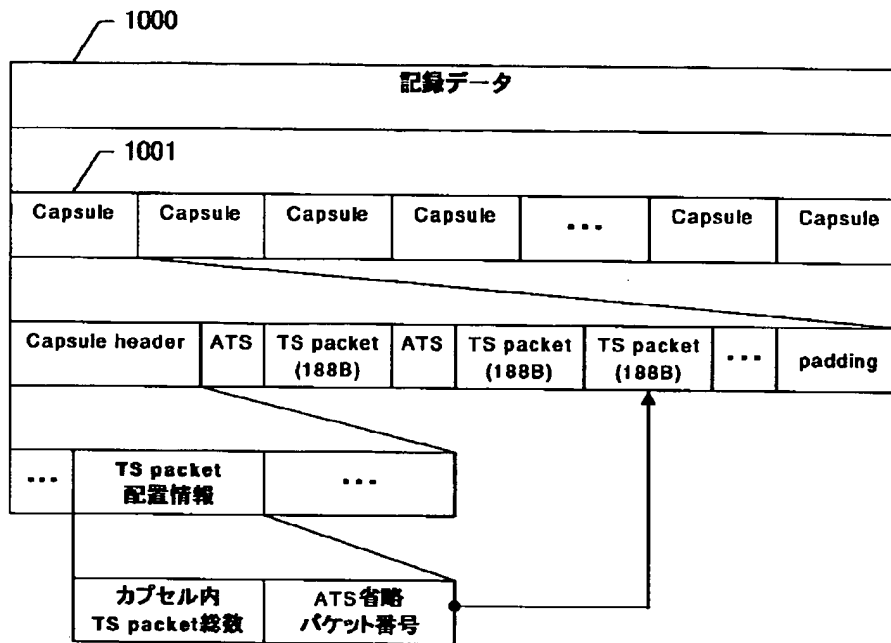 1000
記録データ
1001
Capsule Capsule Capsule Capsule ・・・ Capsule Capsule
Capsule header ATS TS packet ATS TS packet TS packet ・・・ padding
(188B) (188B) (188B)
・・・ TS packet ・・・
配置情報
カプセル内 ATS省略
TS packet総数 パケット番号